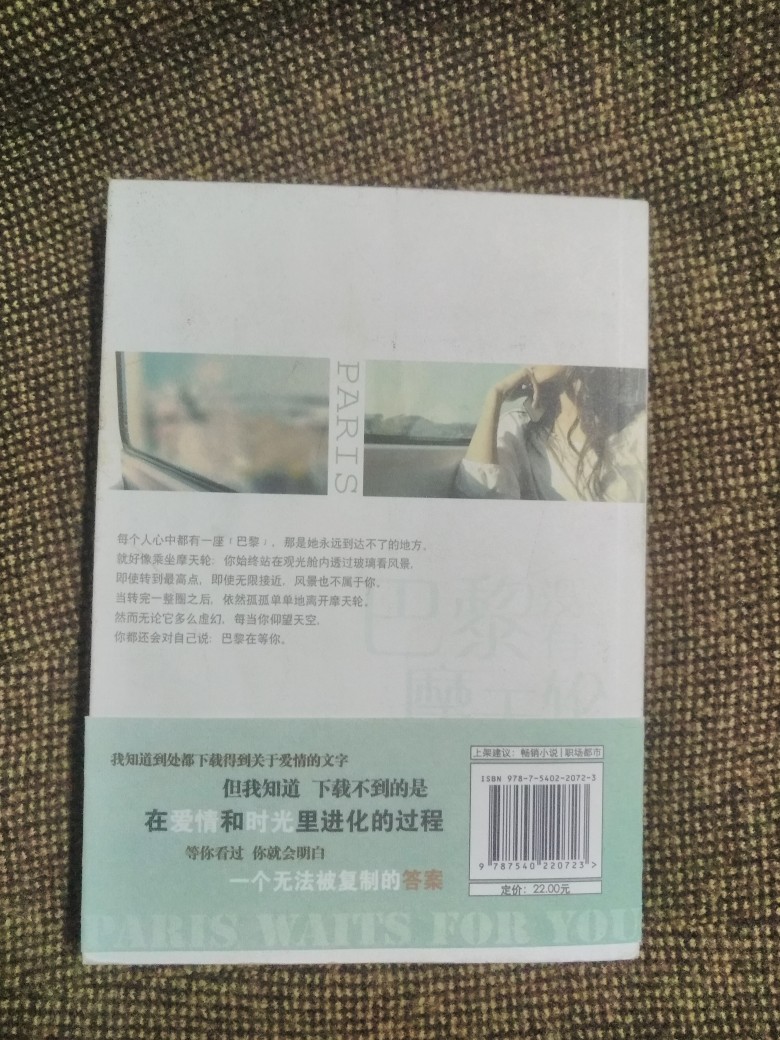 PARIS
每个人心中都有一座「巴黎」，那是她永远到达不了的地方。
就好像乘坐摩天轮：你始终站在观光舱内透过玻璃看风景，
即使转到最高点，即使无限接近，风景也不属于你。
当转完一整圈之后，依然孤孤单单地离开摩天轮。
然而无论它多么虚幻，每当你仰望天空，
你都还会对自己说：巴黎在等你。
我知道到处都下载得到关于爱情的文字
但我知道 下载不到的是
在爱情和时光里进化的过程
等你看过 你就会明白
一个无法被复制的答案
上架建议：畅销小说|职场都市
ISBN 978-7-5402-2072-3
9 787540 220723 >
定价：22.00元
PARIS WAITS FOR YOU